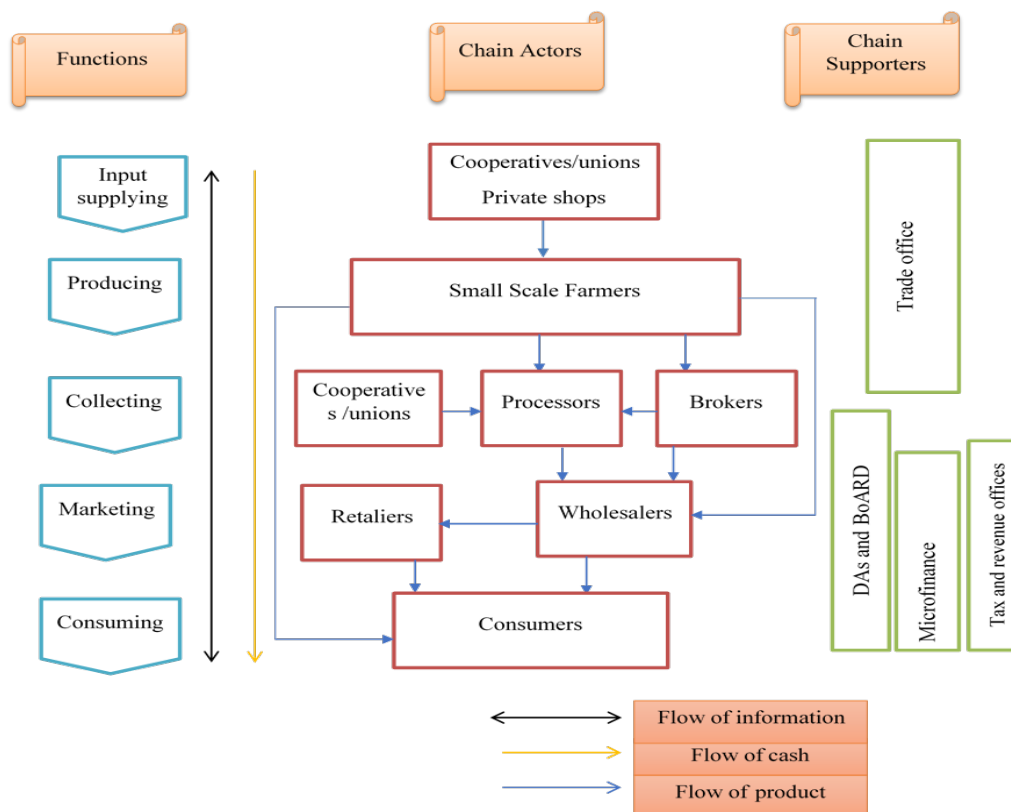 Functions
Chain Actors
Chain
Supporters
Input
supplying
Cooperatives/unions
Private shops
Trade office
Producing
Small Scale Farmers
Collecting
Cooperative
s /unions
Processors
Brokers
Marketing
Retaliers
Wholesalers
DAs and BoARD
Microfinance
Tax and revenue offices
Consuming
Consumers
Flow of information
Flow of cash
Flow of product